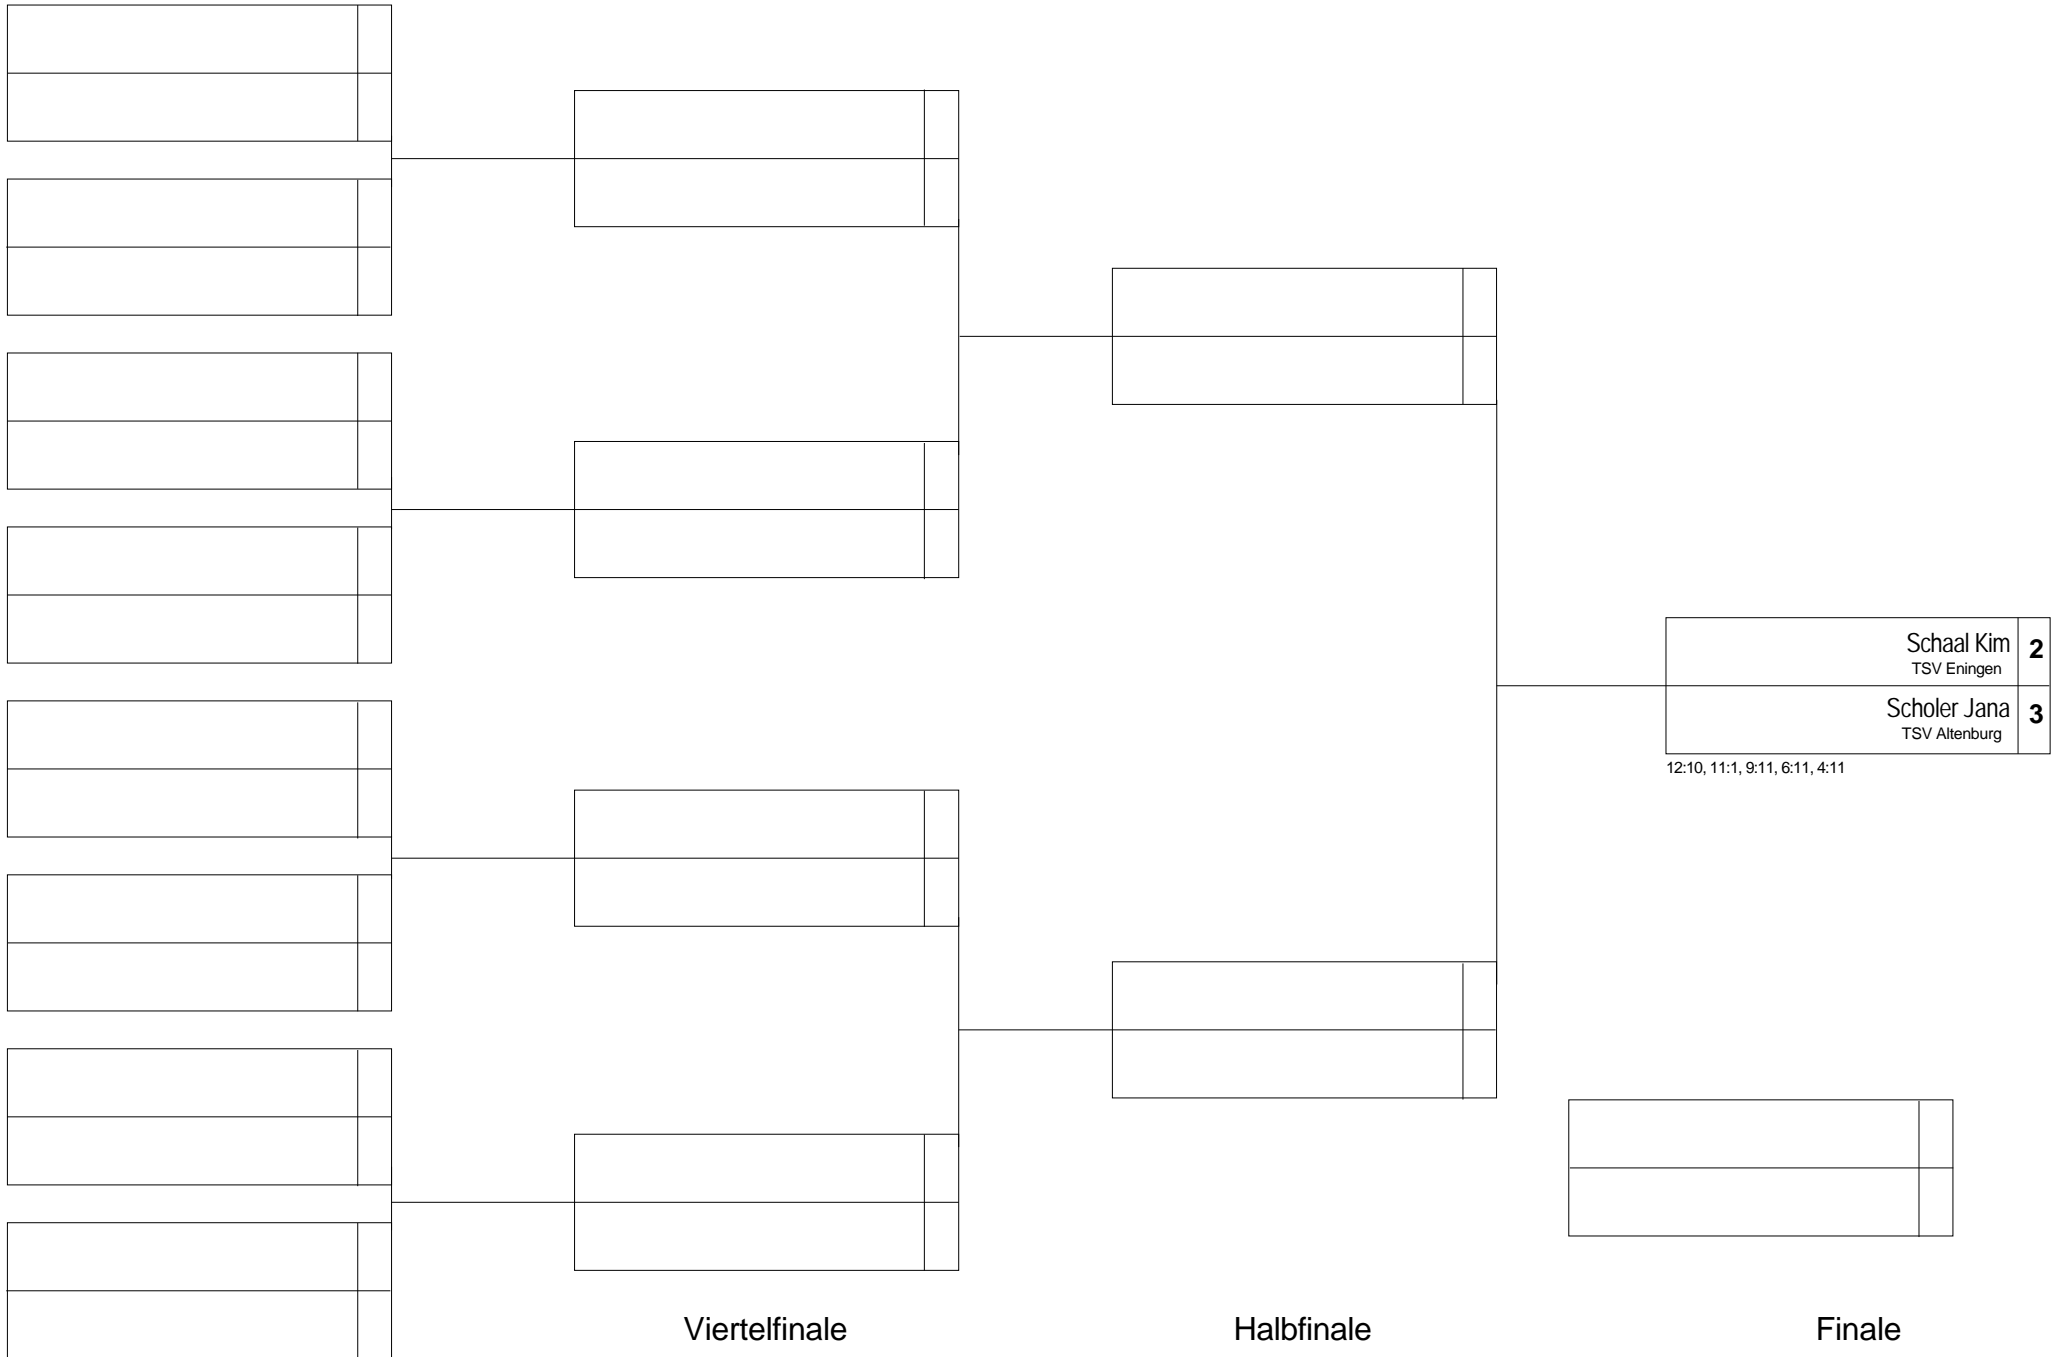 Schaal Kim 2
TSV Eningen
Scholer Jana 3
TSV Altenburg
12:10, 11:1, 9:11, 6:11, 4:11
Viertelfinale Halbfinale Finale